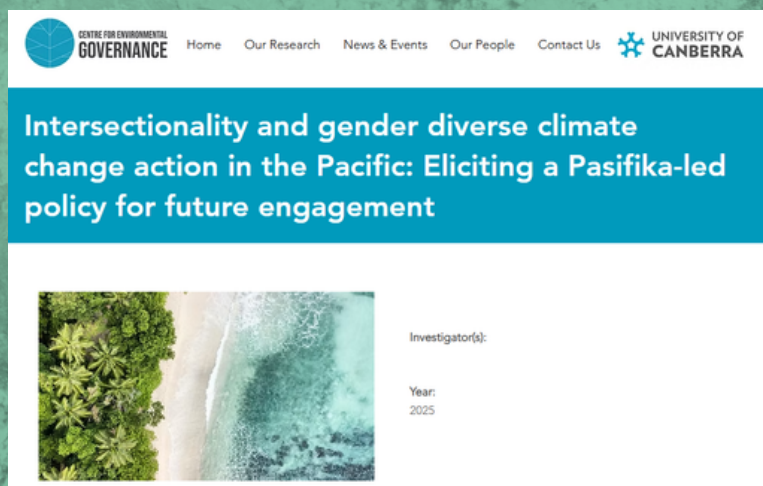 CENTRE FOR ENVIRONMENTAL
GOVERNANCE
Home Our Research News & Events Our People Contact Us
UNIVERSITY OF
CANBERRA
Intersectionality and gender diverse climate
change action in the Pacific: Eliciting a Pasifika-led
policy for future engagement
Investigator(s):
Year:
2025